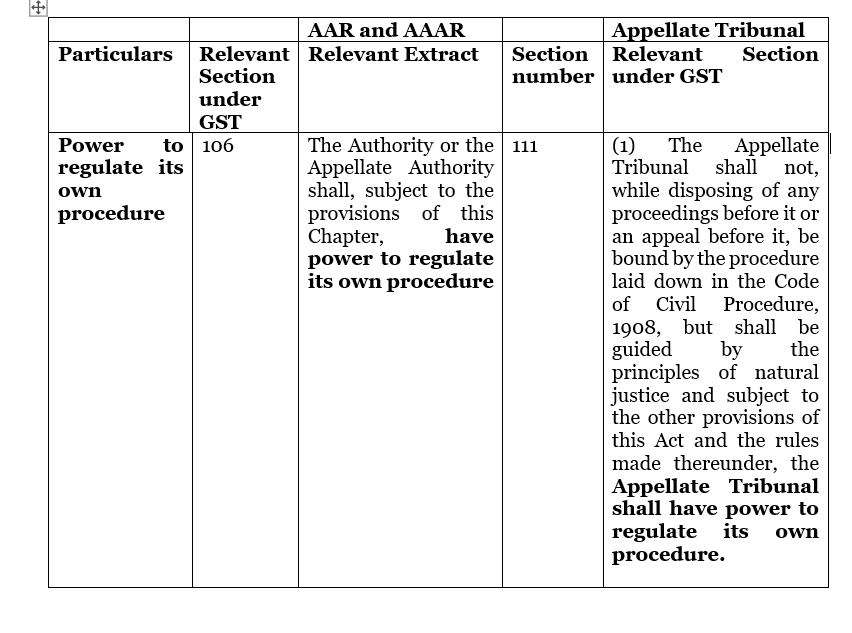 AAR and AAAR
Appellate Tribunal
Particulars
Relevant
Section
under
GST
Relevant Extract
Section
number
Relevant Section
under GST
Power to
regulate its
own
procedure
106
The Authority or the
Appellate Authority
shall, subject to the
provisions of this
Chapter, have
power to regulate
its own procedure
111
(1) The Appellate
Tribunal shall not,
while disposing of any
proceedings before it or
an appeal before it, be
bound by the procedure
laid down in the Code
of Civil Procedure,
1908, but shall be
guided by the
principles of natural
justice and subject to
the other provisions of
this Act and the rules
made thereunder, the
Appellate Tribunal
shall have power to
regulate its own
procedure.